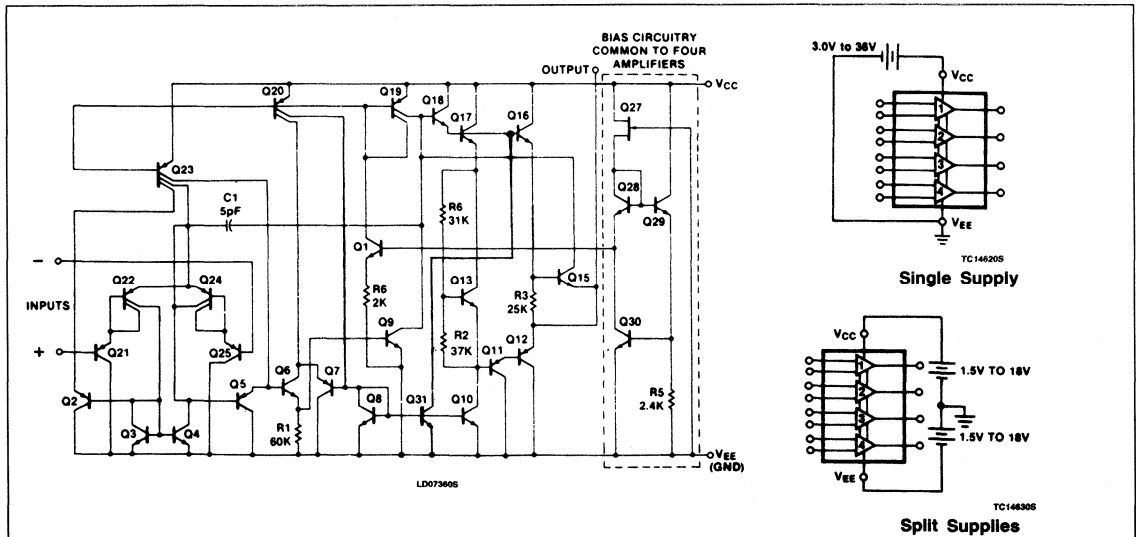 BIAS CIRCUITRY
COMMON TO FOUR
AMPLIFIERS
OUTPUT
VCC
Q20
Q19
Q18
Q17
Q16
Q27
Q23
C1
5pF
R6
31K
Q28
Q29
Q1
−
Q22
Q24
INPUTS
R6
2K
Q13
Q15
R3
25K
Q9
Q30
+
Q21
Q25
R2
37K
Q11
Q12
Q2
Q5
Q6
Q7
R5
2.4K
Q3
Q4
R1
60K
Q8
Q31
Q10
VEE
(GND)
LD07360S
3.0V to 36V
VCC
1
2
3
4
VEE
TC14620S
Single Supply
VCC
1
2
3
4
1.5V TO 18V
1.5V TO 18V
VEE
TC14630S
Split Supplies